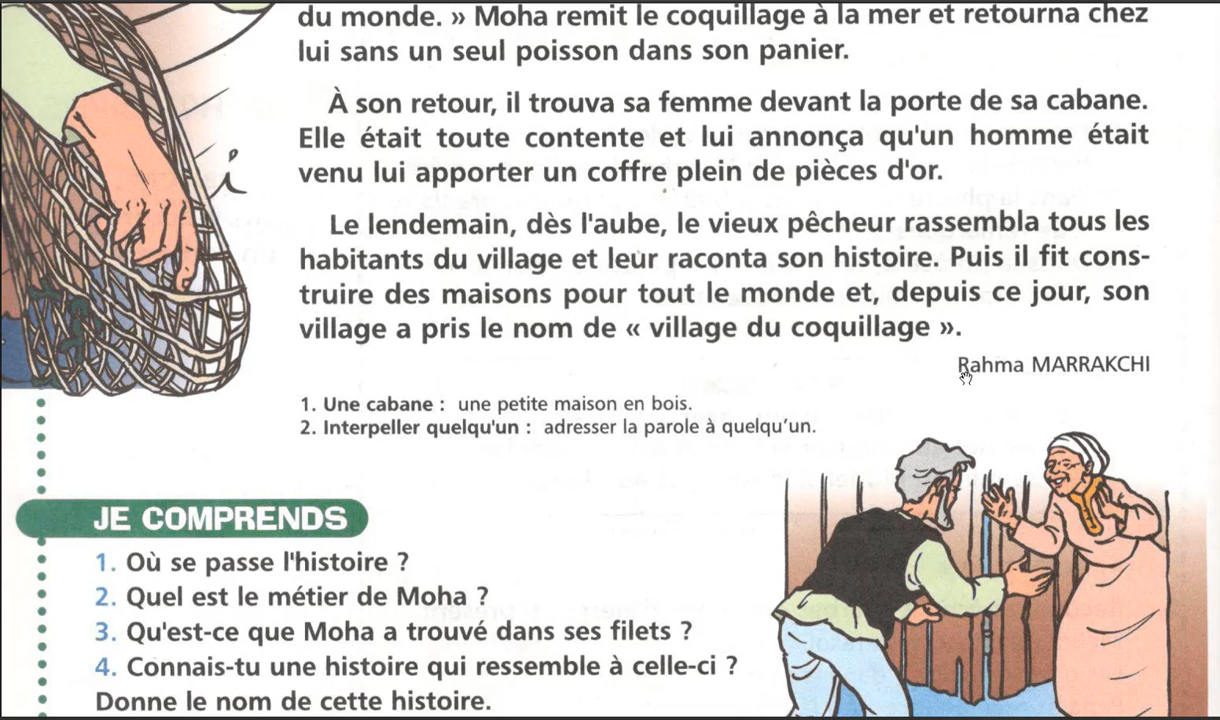 du monde. » Moha remit le coquillage à la mer et retourna chez
lui sans un seul poisson dans son panier.
À son retour, il trouva sa femme devant la porte de sa cabane.
Elle était toute contente et lui annonça qu'un homme était
venu lui apporter un coffre plein de pièces d'or.
Le lendemain, dès l'aube, le vieux pêcheur rassembla tous les
habitants du village et leur raconta son histoire. Puis il fit cons-
truire des maisons pour tout le monde et, depuis ce jour, son
village a pris le nom de « village du coquillage ».
Rahma MARRAKCHI
1. Une cabane : une petite maison en bois.
2. Interpeller quelqu'un : adresser la parole à quelqu'un.
JE COMPRENDS
1. Où se passe l'histoire ?
2. Quel est le métier de Moha ?
3. Qu'est-ce que Moha a trouvé dans ses filets ?
4. Connais-tu une histoire qui ressemble à celle-ci ?
Donne le nom de cette histoire.